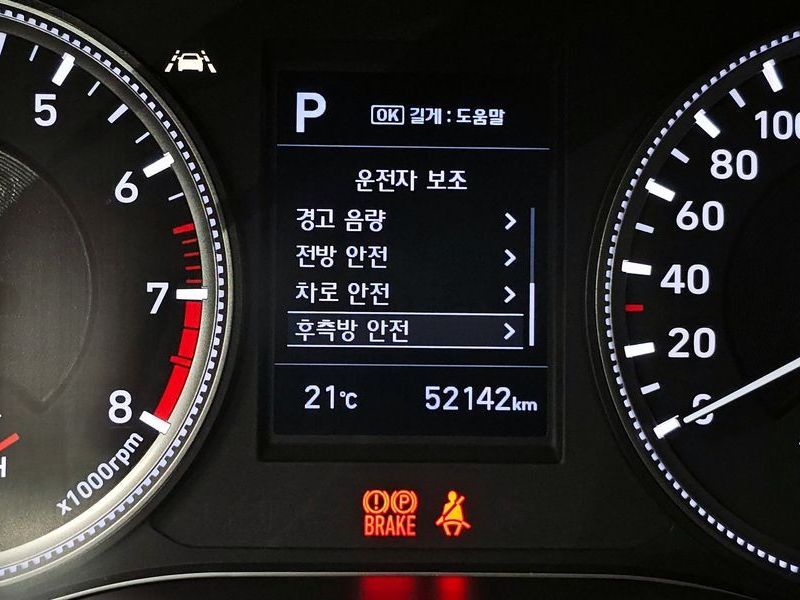 5
6
7
8
x1000rpm
H
P
OK 길게 : 도움말
운전자 보조
경고 음량
전방 안전
차로 안전
후측방 안전
21℃ 52142km
P
BRAKE
100
80
60
40
20
0